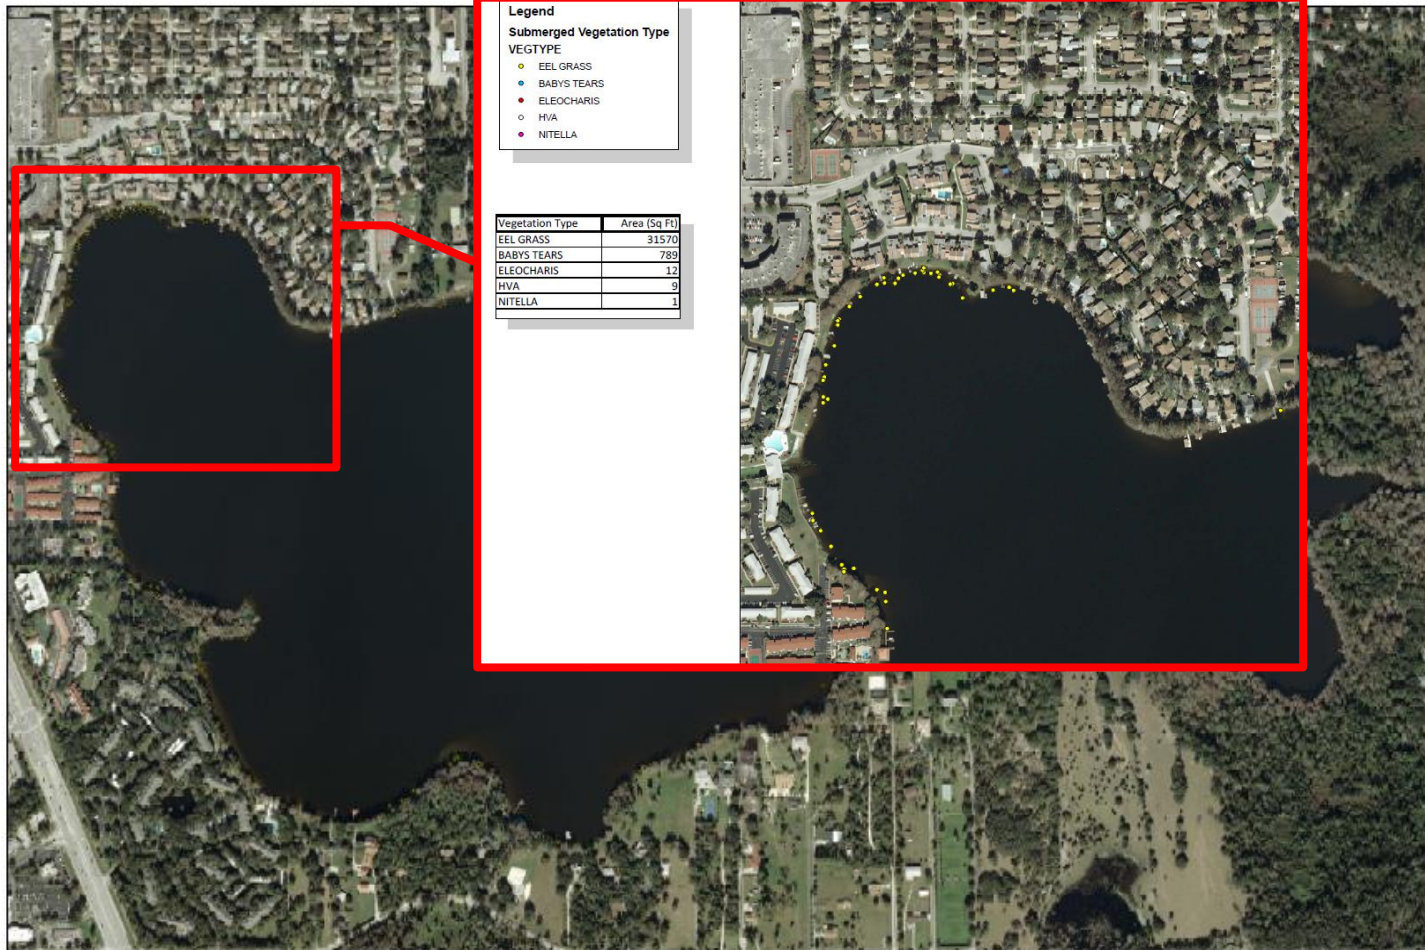 Legend
Submerged Vegetation Type
VEGTYPE
EEL GRASS
BABYS TEARS
ELEOCHARIS
HVA
NITELLA
Vegetation Type Area (Sq Ft)
EEL GRASS 31570
BABYS TEARS 789
ELEOCHARIS 12
HVA 9
NITELLA 1